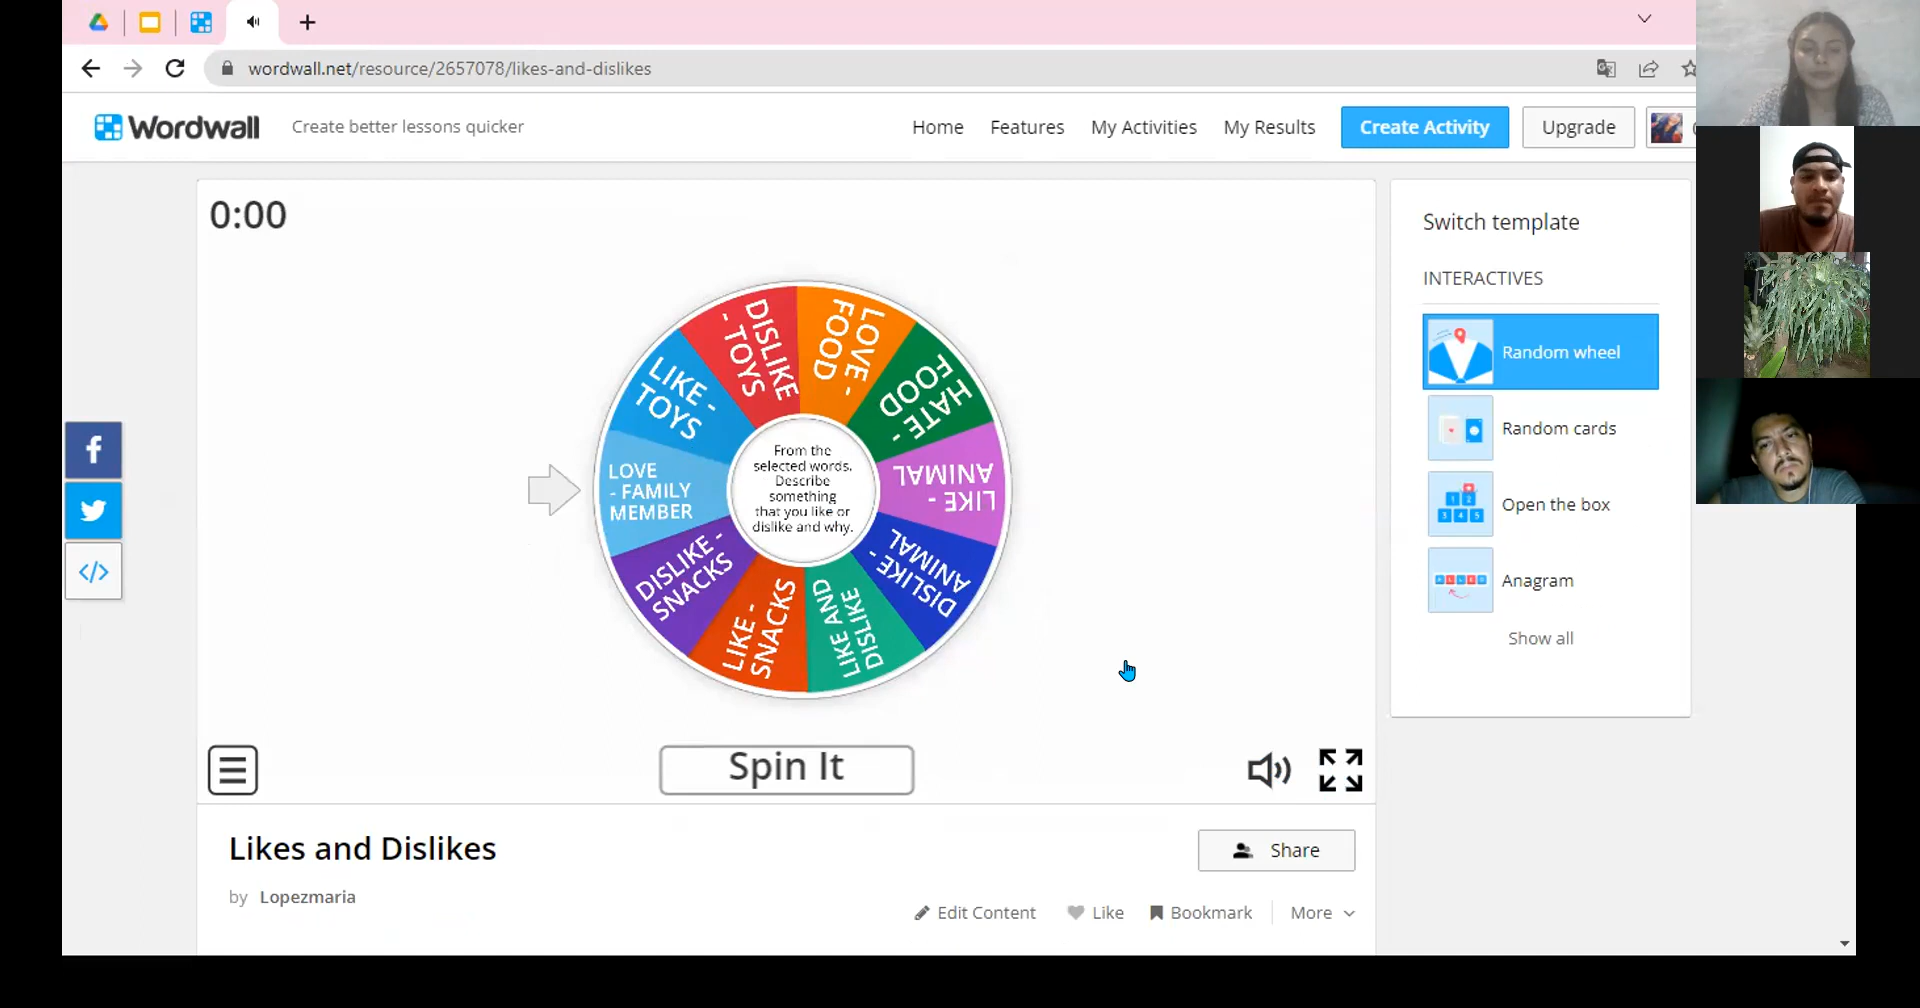 wordwall.net/resource/2657078/likes-and-dislikes
Wordwall
Create better lessons quicker
Home
Features
My Activities
My Results
Create Activity
Upgrade
0:00
LOVE -
FOOD
HATE -
FOOD
LIKE -
ANIMAL
DISLIKE -
ANIMAL
LIKE AND
DISLIKE
LIKE -
SNACKS
DISLIKE -
SNACKS
LOVE
- FAMILY
MEMBER
LIKE -
TOYS
DISLIKE
- TOYS
From the
selected words.
Describe
something
that you like or
dislike and why.
Spin It
Switch template
INTERACTIVES
Random wheel
Random cards
Open the box
Anagram
Show all
Likes and Dislikes
Share
by Lopezmaria
Edit Content
Like
Bookmark
More